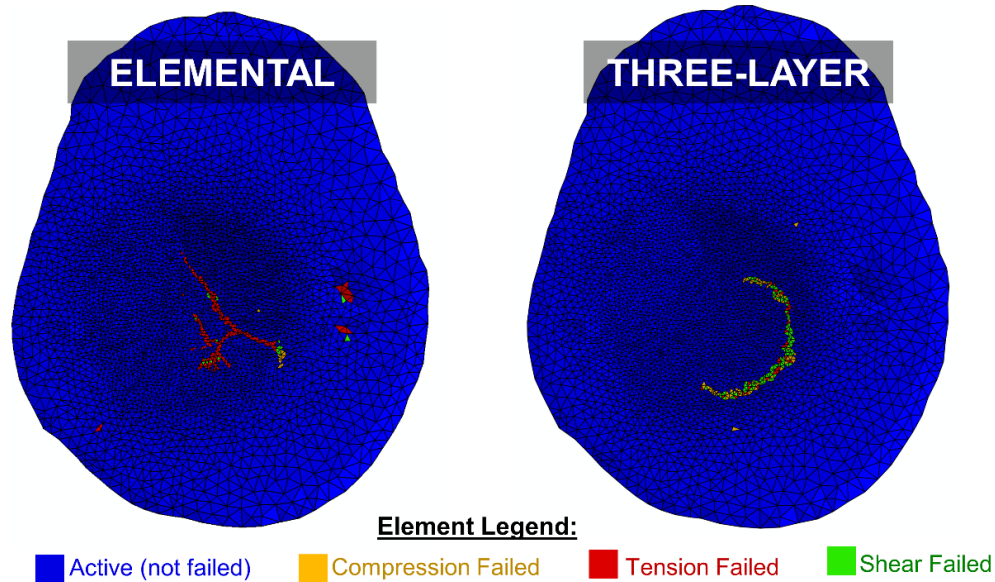 ELEMENTAL
THREE-LAYER
Element Legend:
Active (not failed)
Compression Failed
Tension Failed
Shear Failed